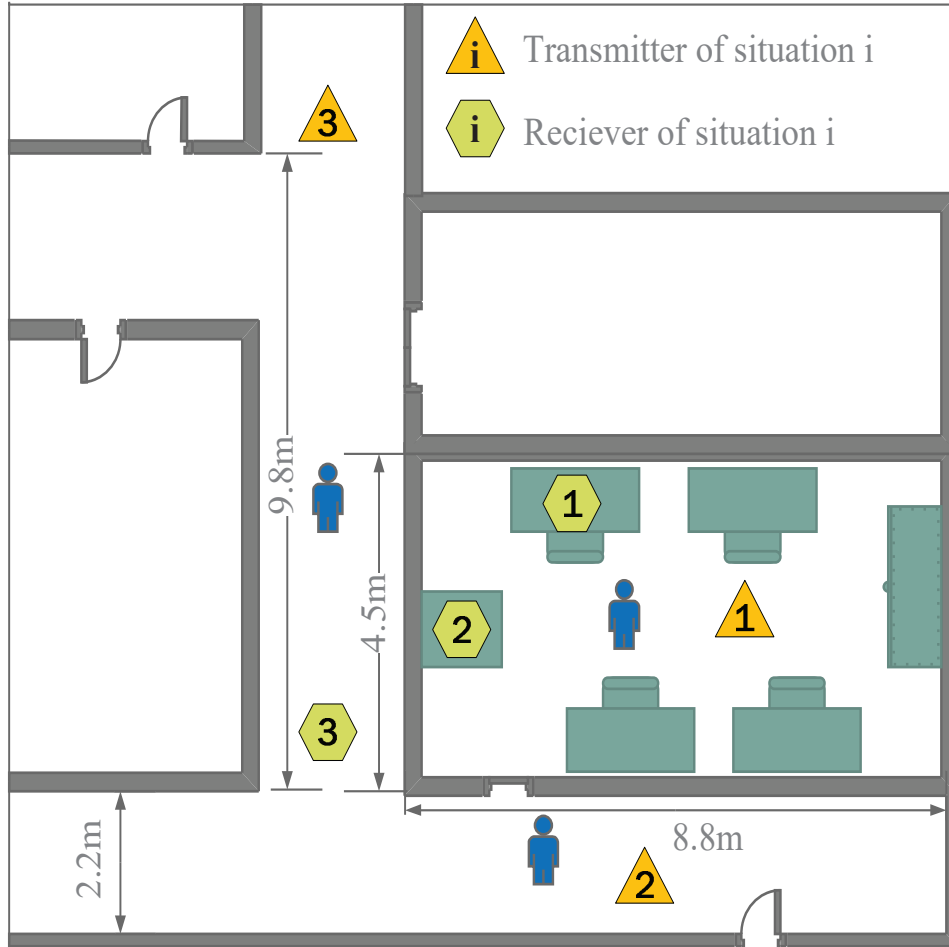 i Transmitter of situation i
3
i Reciever of situation i
9.8m
1
4.5m
1
2
3
8.8m
2.2m
2